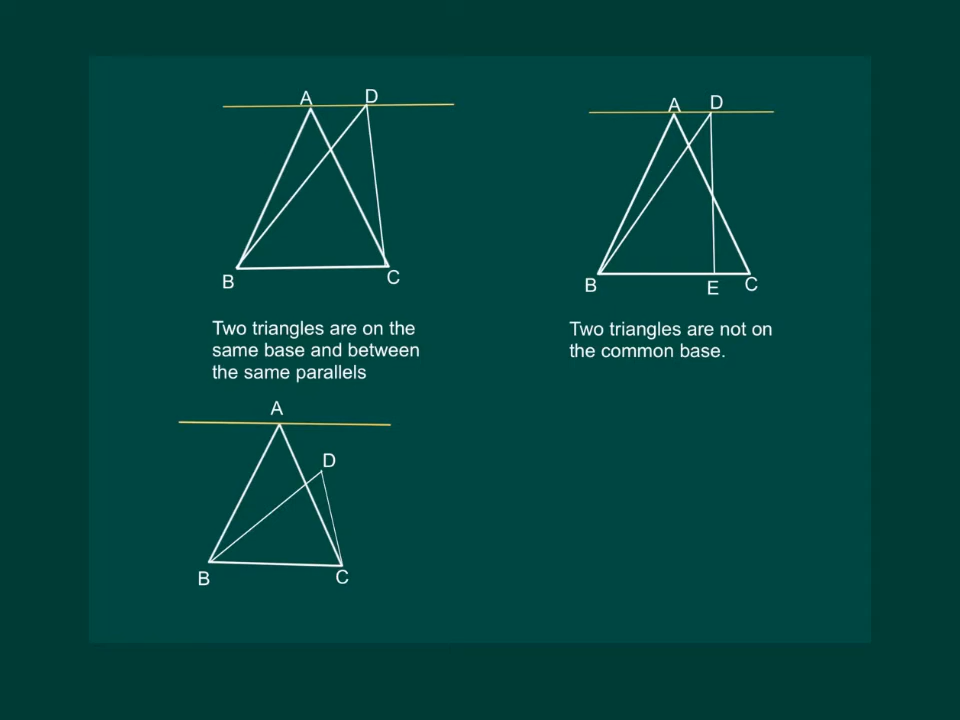 A D
B C
Two triangles are on the
same base and between
the same parallels
A D
B E C
Two triangles are not on
the common base.
A
D
B C